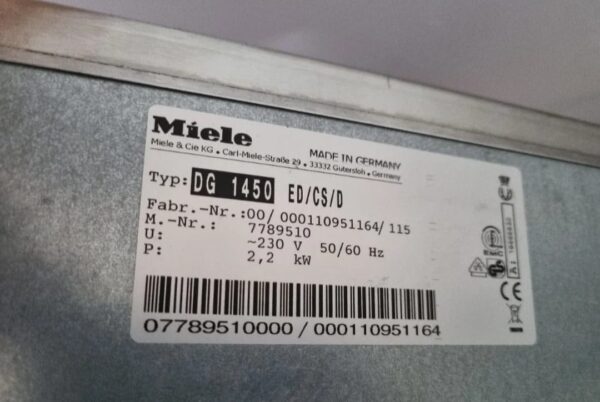 Miele
MADE IN GERMANY
Miele & Cie KG . Carl-Miele-Straße 29 . 33332 Gütersloh . Germany
Typ: DG 1450 ED/CS/D
Fabr.-Nr.:00/ 000110951164/ 115
M.-Nr.: 7789510
U: ~230 V 50/60 Hz
P: 2,2 kW
07789510000 / 000110951164
CE